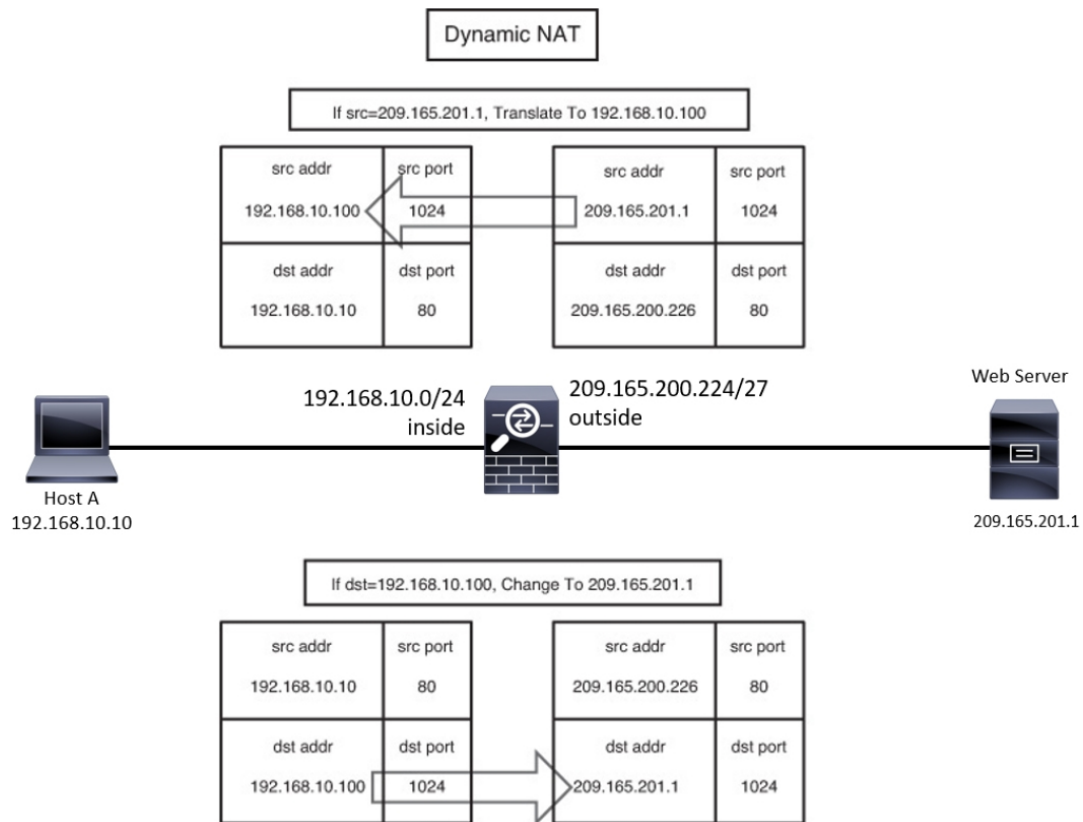 Dynamic NAT
If src=209.165.201.1, Translate To 192.168.10.100
src addr src port src addr src port
192.168.10.100 1024 209.165.201.1 1024
dst addr dst port dst addr dst port
192.168.10.10 80 209.165.200.226 80
192.168.10.0/24 209.165.200.224/27
inside outside
Web Server
Host A
192.168.10.10
209.165.201.1
If dst=192.168.10.100, Change To 209.165.201.1
src addr src port src addr src port
192.168.10.10 80 209.165.200.226 80
dst addr dst port dst addr dst port
192.168.10.100 1024 209.165.201.1 1024